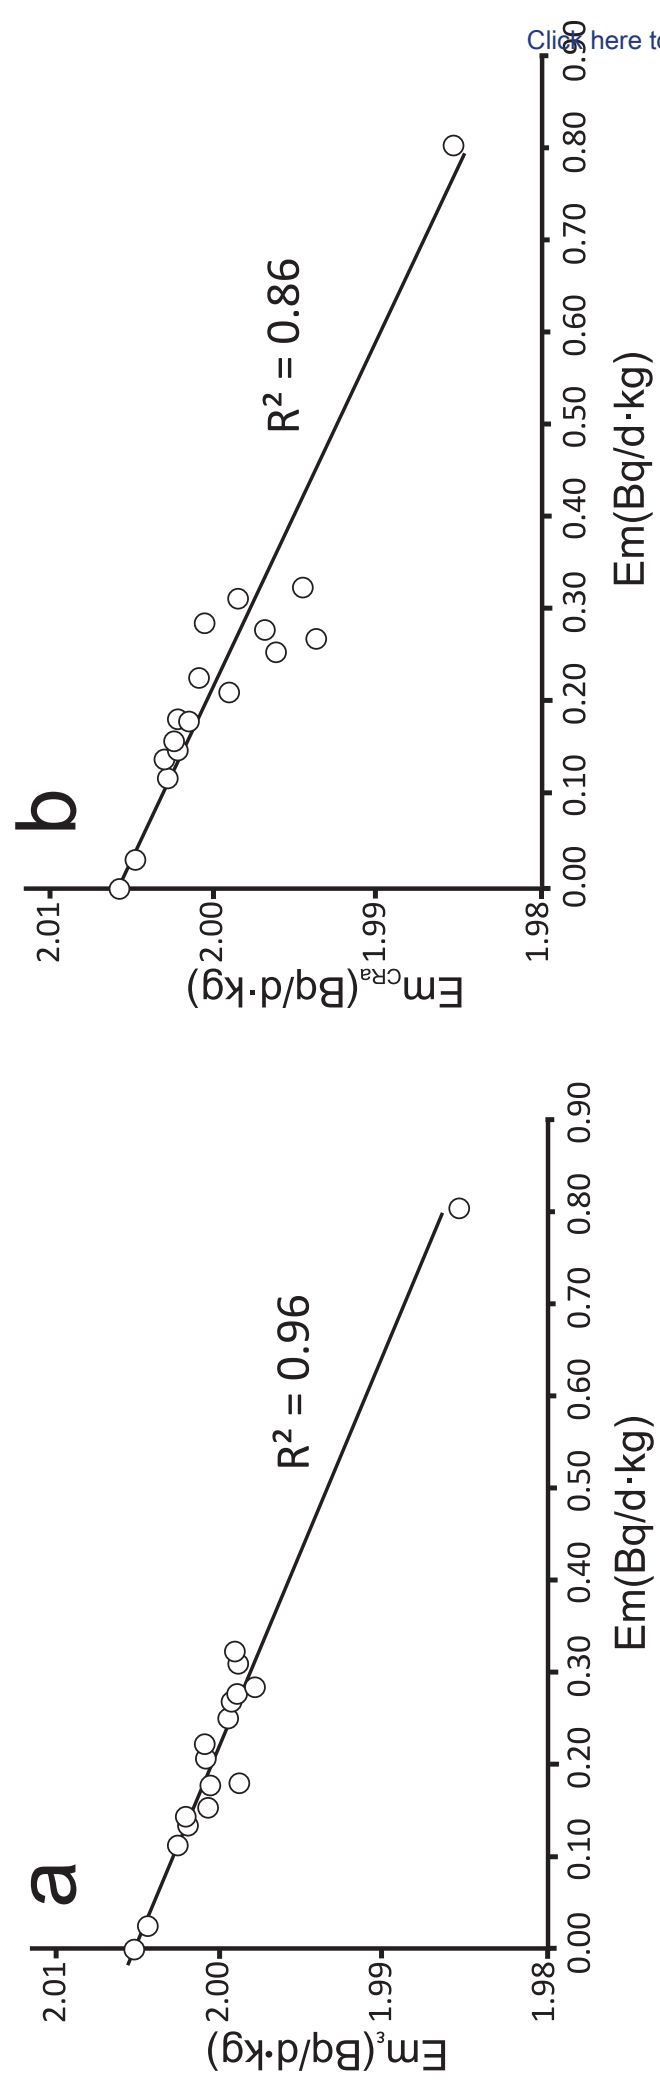 Click here to
a
2.01
2.00
1.99
1.98
Emε(Bq/d·kg)
R² = 0.96
0.00 0.10 0.20 0.30 0.40 0.50 0.60 0.70 0.80 0.90
Em(Bq/d·kg)
b
2.01
2.00
1.99
1.98
EmCRa(Bq/d·kg)
R² = 0.86
0.00 0.10 0.20 0.30 0.40 0.50 0.60 0.70 0.80 0.90
Em(Bq/d·kg)